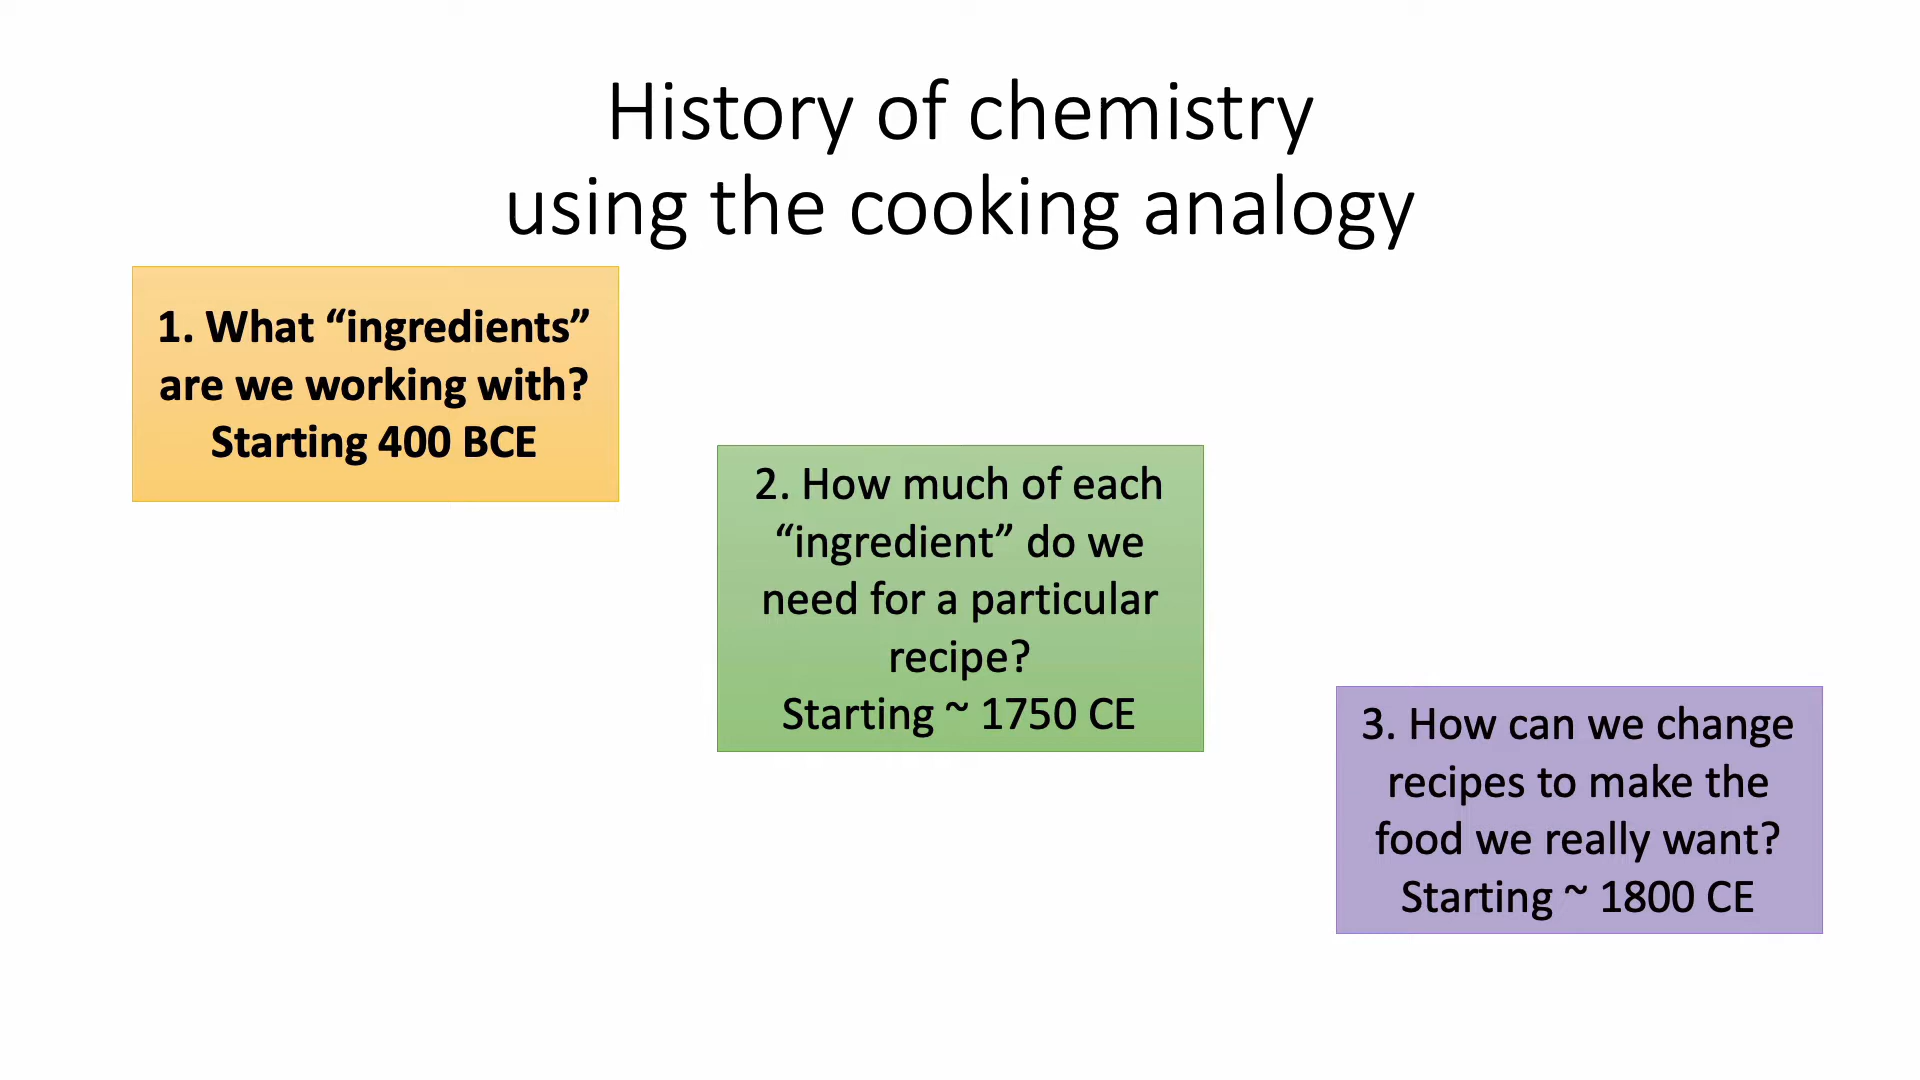 History of chemistry
using the cooking analogy
1. What “ingredients”
are we working with?
Starting 400 BCE
2. How much of each
“ingredient” do we
need for a particular
recipe?
Starting ~ 1750 CE
3. How can we change
recipes to make the
food we really want?
Starting ~ 1800 CE